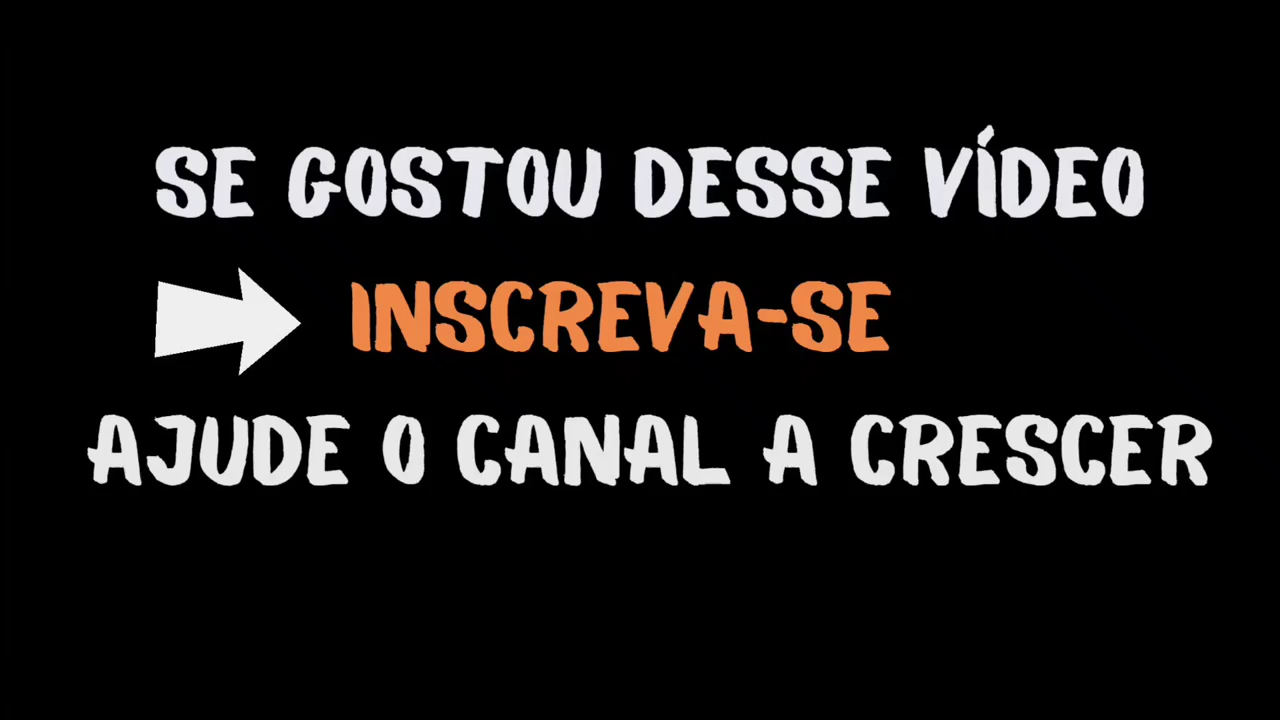 SE GOSTOU DESSE VÍDEO
INSCREVA-SE
AJUDE O CANAL A CRESCER